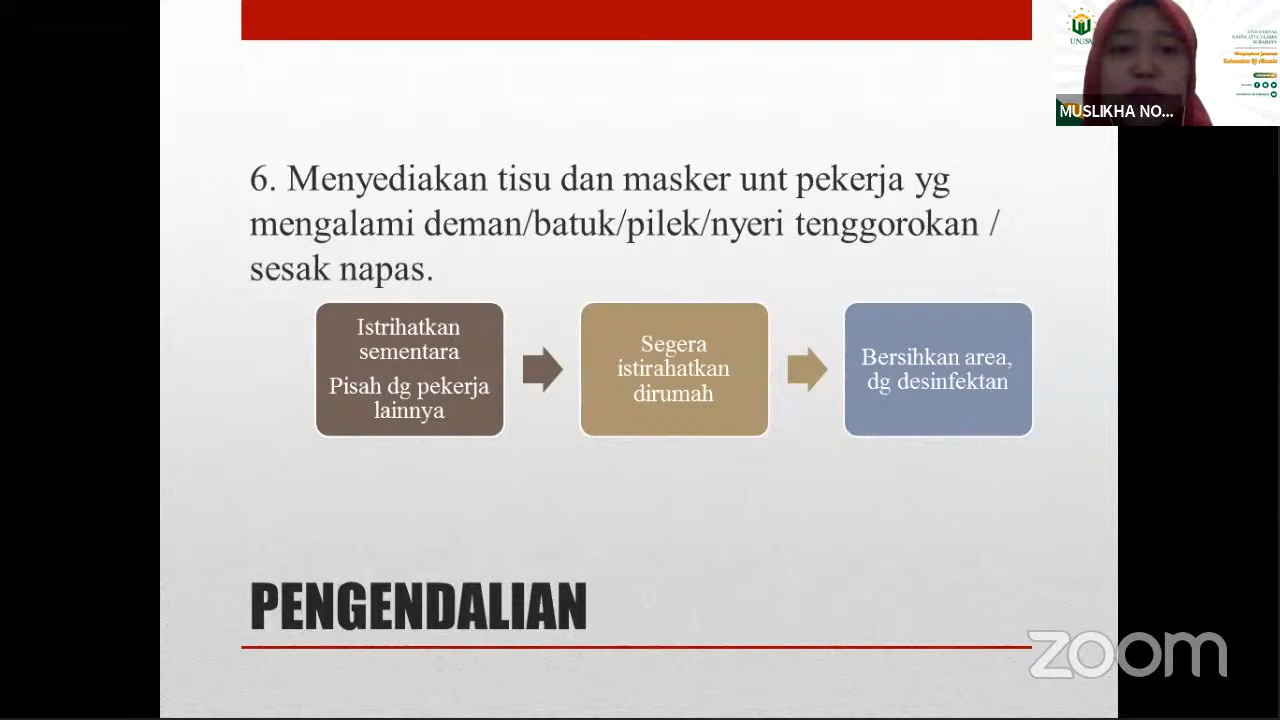 6. Menyediakan tisu dan masker unt pekerja yg
mengalami deman/batuk/pilek/nyeri tenggorokan /
sesak napas.
Istrihatkan
sementara
Pisah dg pekerja
lainnya
Segera
istirahatkan
dirumah
Bersihkan area,
dg desinfektan
PENGENDALIAN
MUSLIKHA NO...
zoom